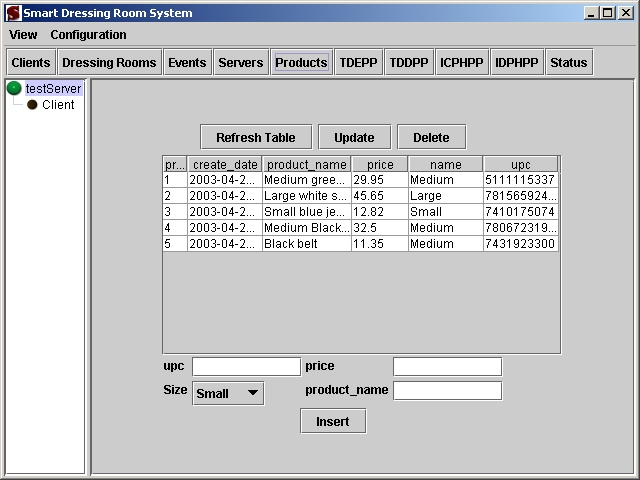 Smart Dressing Room System
View Configuration
Clients Dressing Rooms Events Servers Products TDEPP TDDPP ICPHPP IDPHPP Status
testServer
Client
Refresh Table Update Delete
pr... create_date product_name price name upc
1 2003-04-2... Medium gree... 29.95 Medium 5111115337
2 2003-04-2... Large white s... 45.65 Large 781565924...
3 2003-04-2... Small blue je... 12.82 Small 7410175074
4 2003-04-2... Medium Black... 32.5 Medium 780672319...
5 2003-04-2... Black belt 11.35 Medium 7431923300
upc price
Size Small product_name
Insert